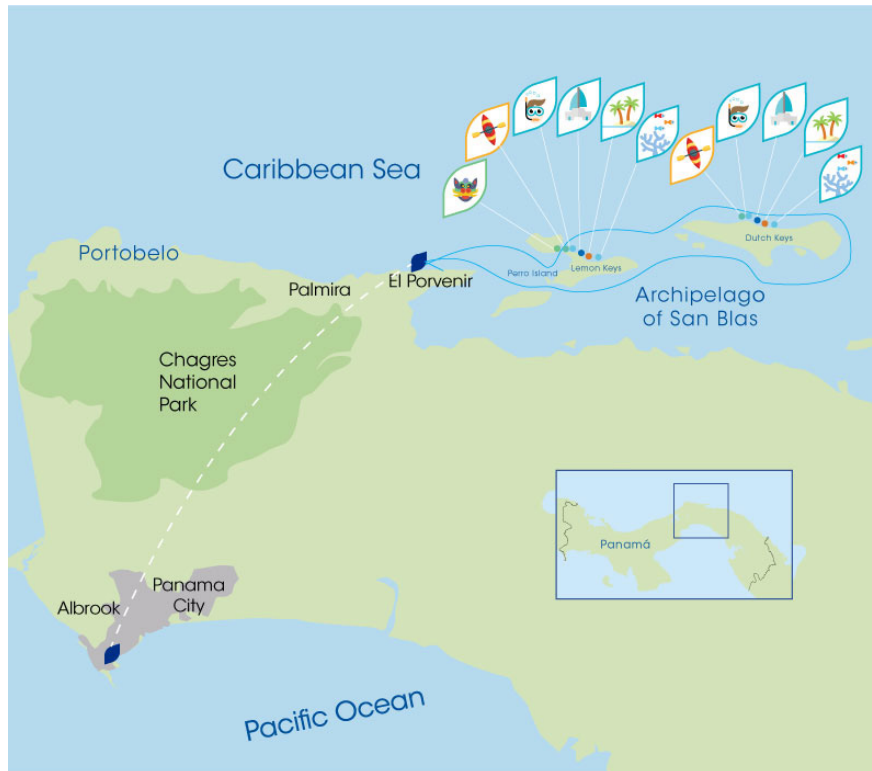 Caribbean Sea
Portobelo
Palmira
El Porvenir
Perro Island
Lemon Keys
Dutch Keys
Archipelago
of San Blas
Chagres
National
Park
Panamá
Albrook
Panama
City
Pacific Ocean